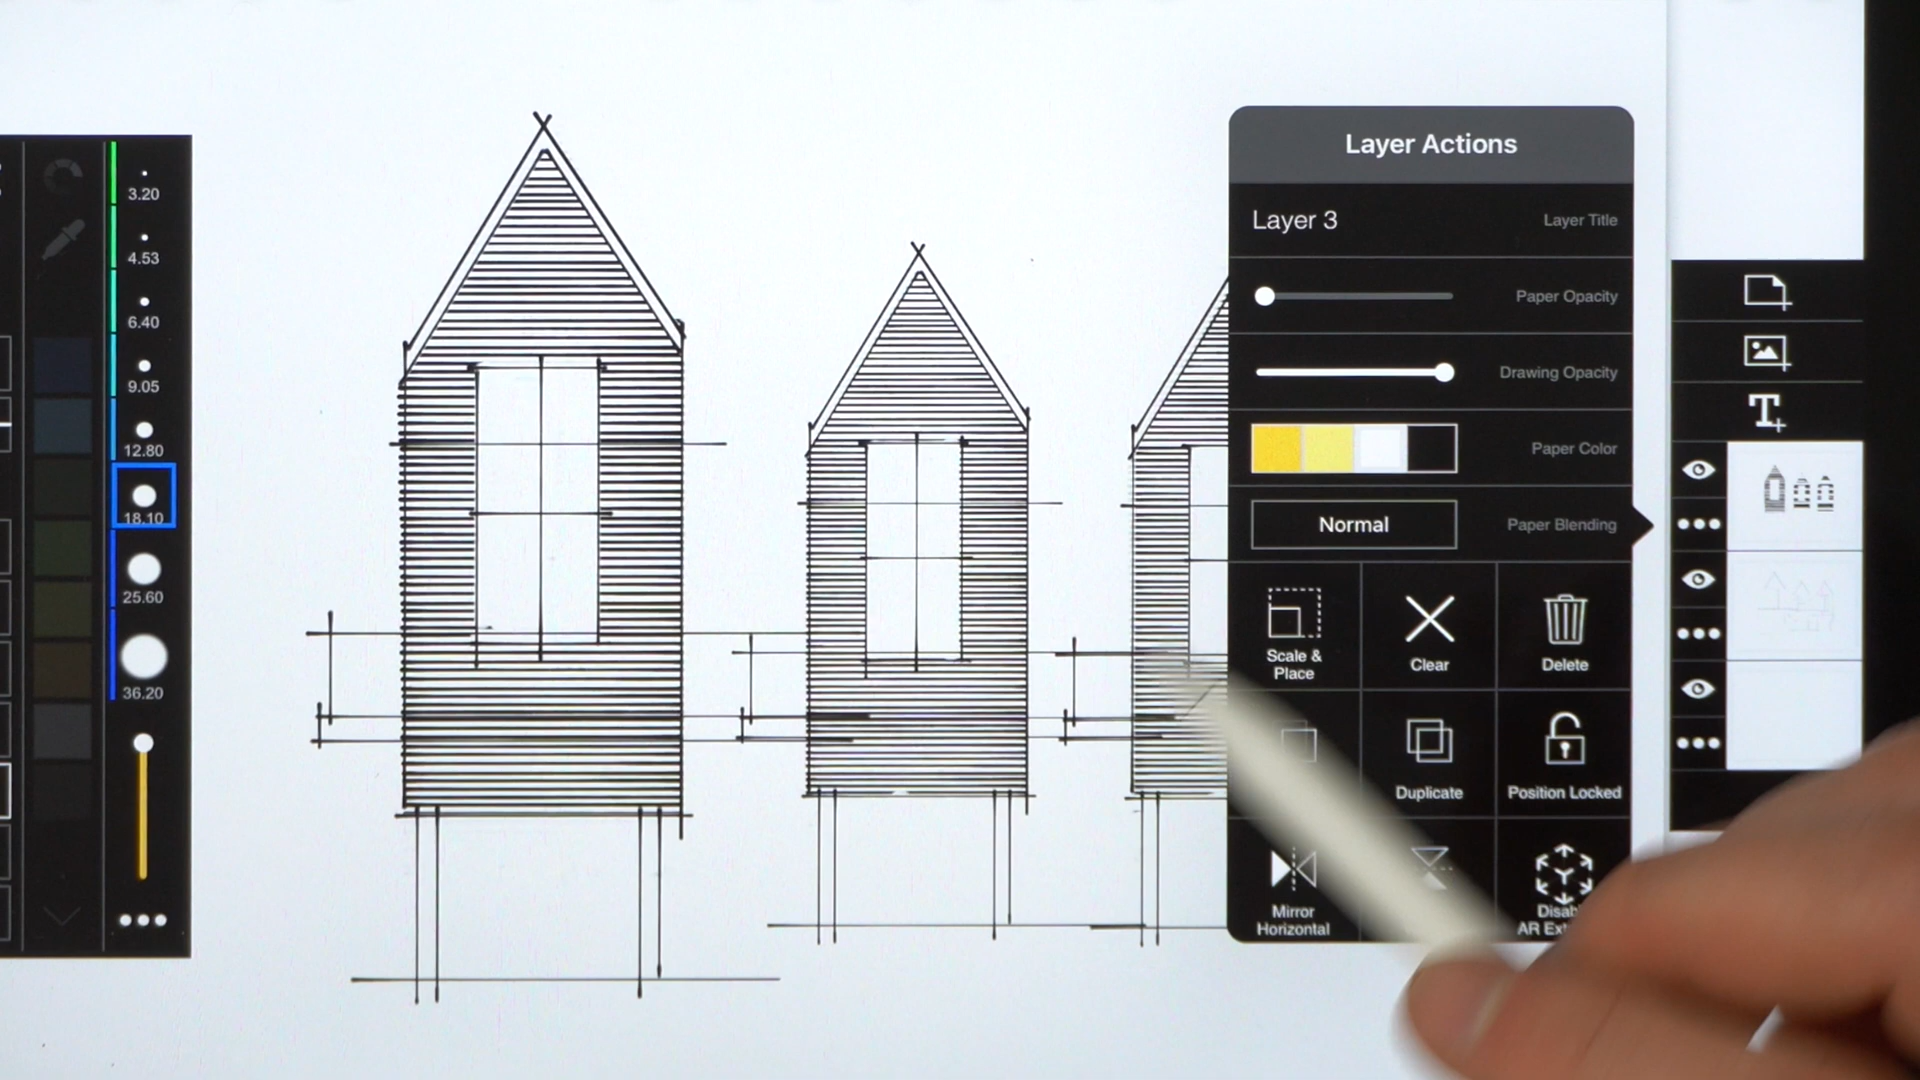 3.20
4.53
6.40
9.05
12.80
18.10
25.60
36.20
Layer Actions
Layer 3 Layer Title
Paper Opacity
Drawing Opacity
Paper Color
Normal Paper Blending
Scale &
Place
Clear
Delete
Duplicate
Position Locked
Mirror
Horizontal
AR
T